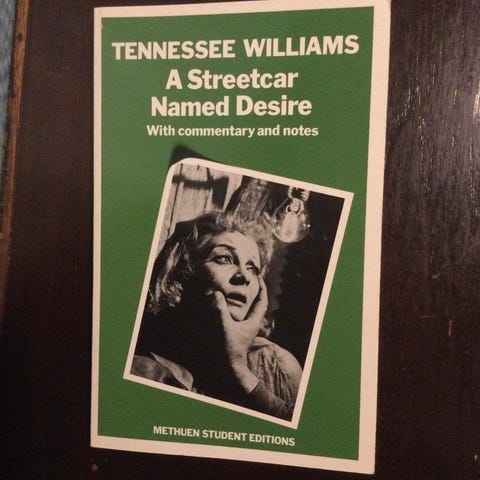 TENNESSEE WILLIAMS
A Streetcar
Named Desire
With commentary and notes
METHUEN STUDENT EDITIONS